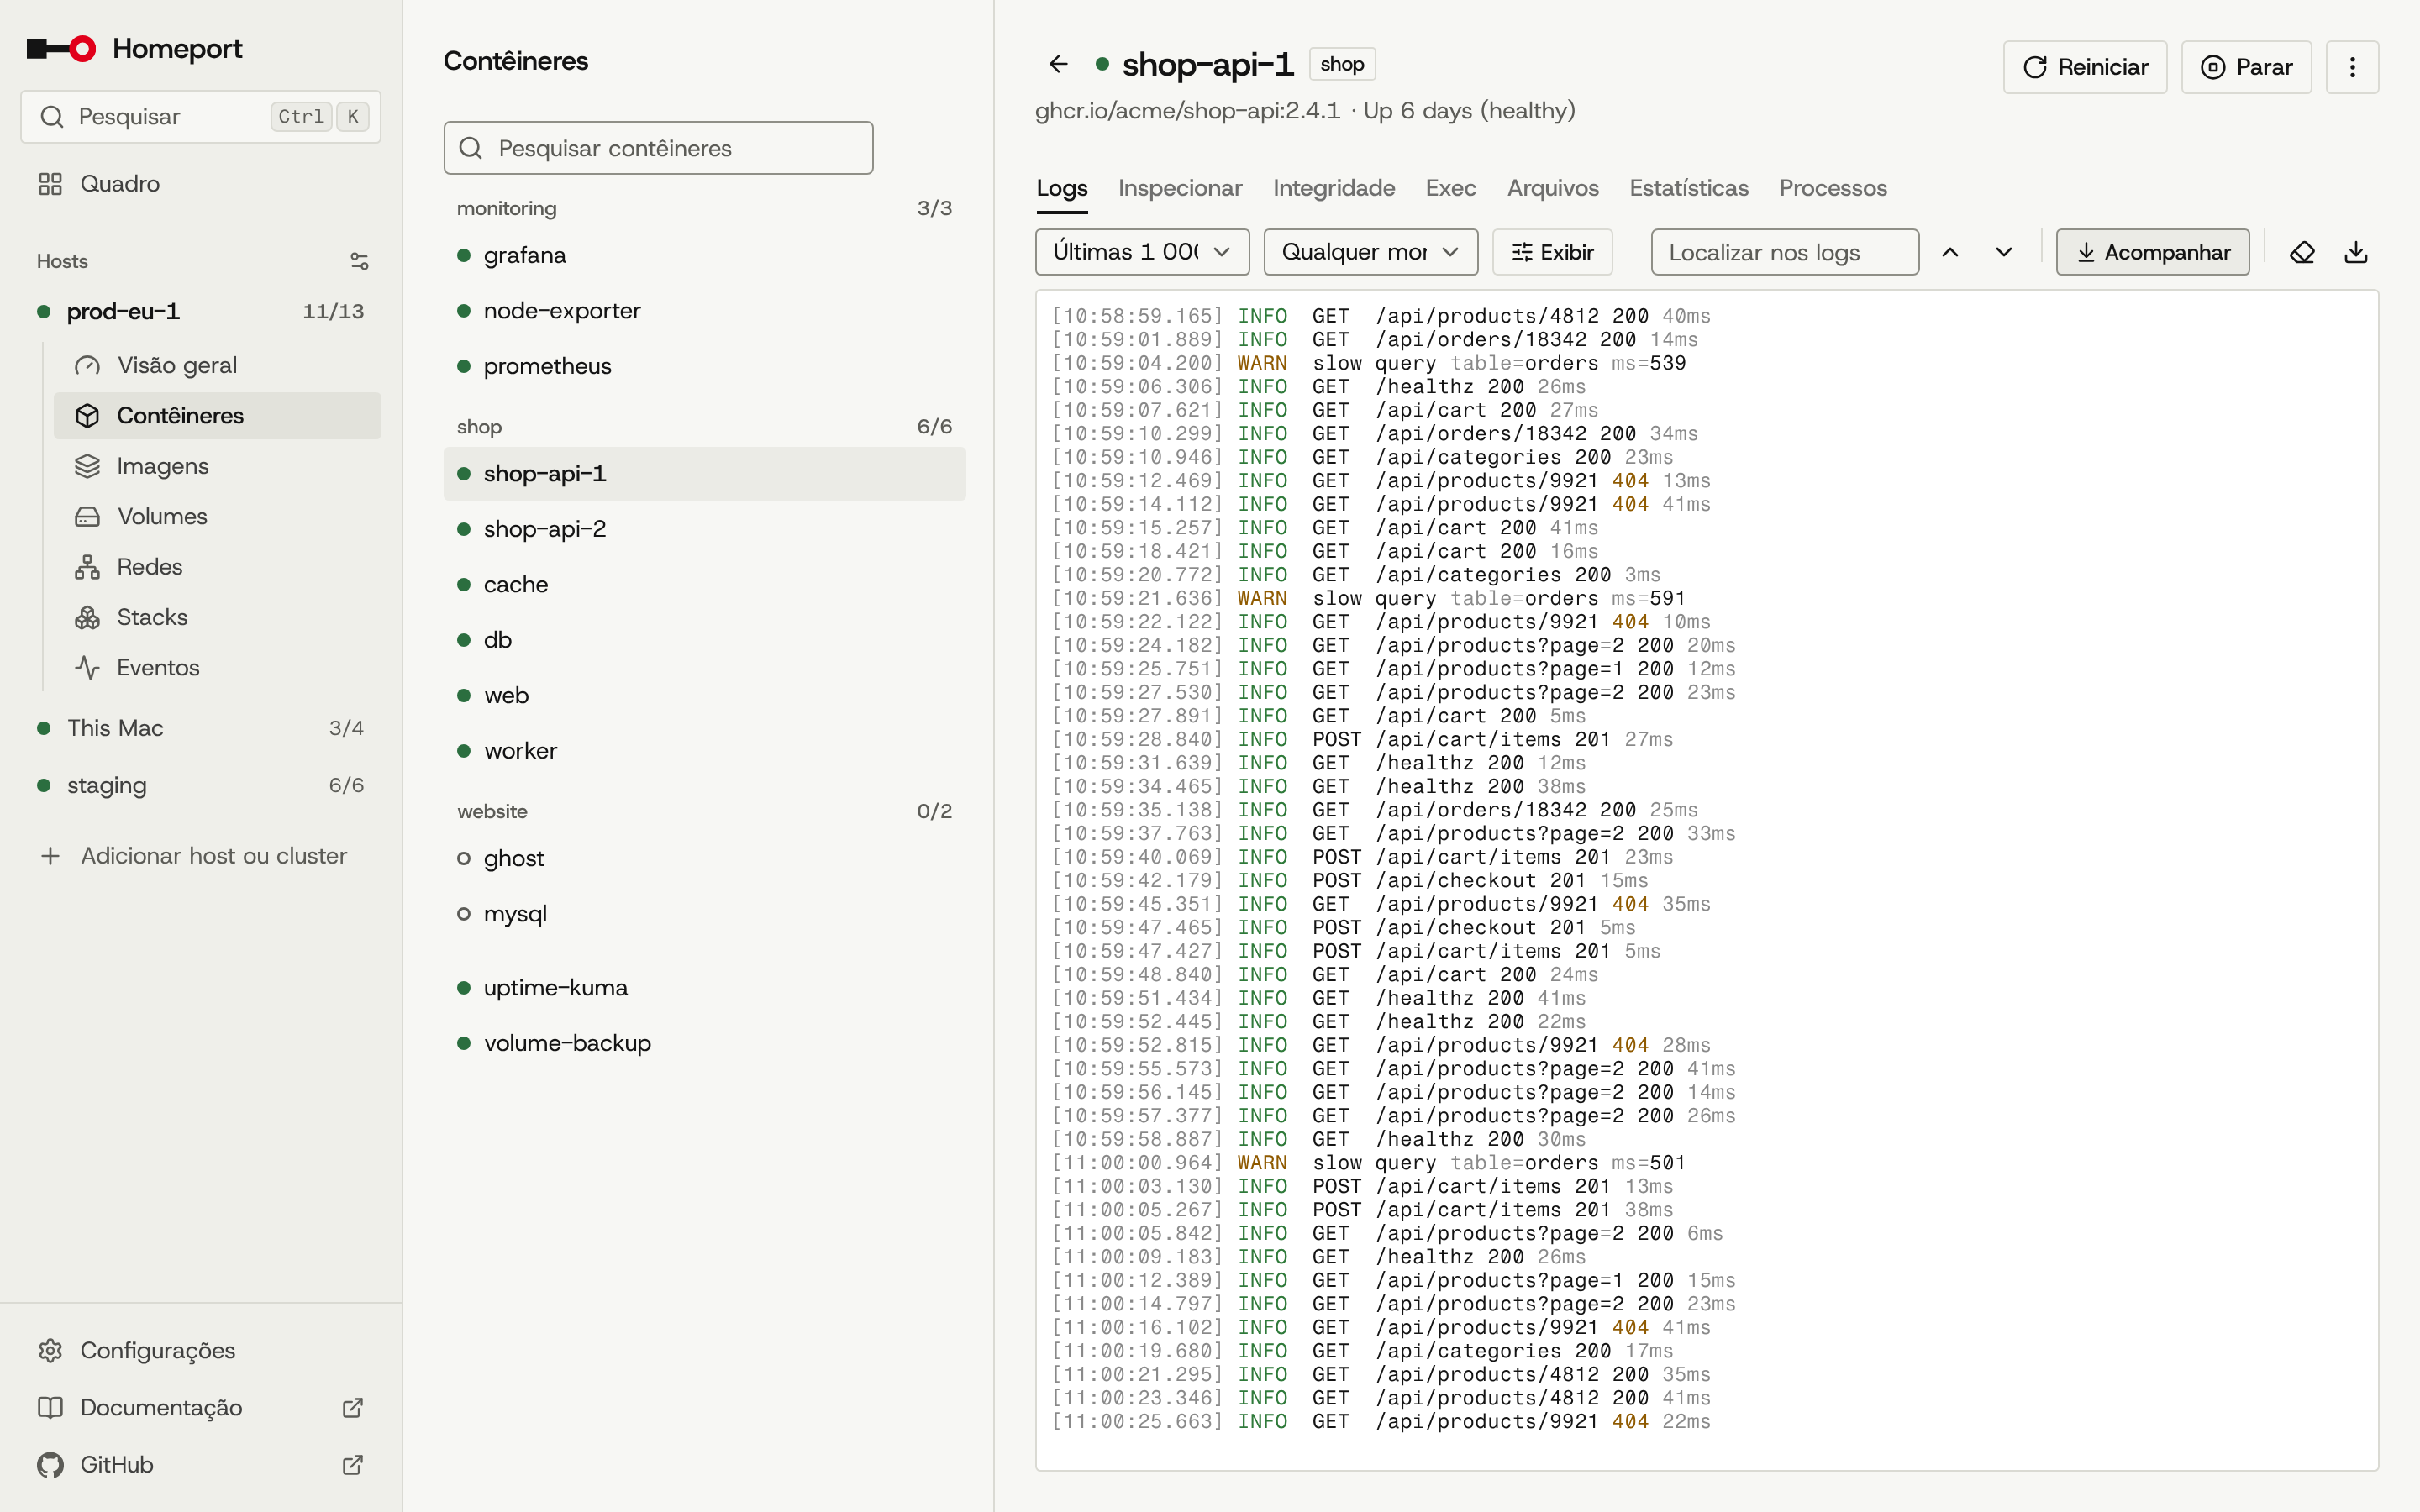 Homeport
Pesquisar Ctrl K
Quadro
Hosts
prod-eu-1 11/13
Visão geral
Contêineres
Imagens
Volumes
Redes
Stacks
Eventos
This Mac 3/4
staging 6/6
Adicionar host ou cluster
Configurações
Documentação
GitHub
Contêineres
Pesquisar contêineres
monitoring 3/3
grafana
node-exporter
prometheus
shop 6/6
shop-api-1
shop-api-2
cache
db
web
worker
website 0/2
ghost
mysql
uptime-kuma
volume-backup
shop-api-1 shop
Reiniciar Parar
ghcr.io/acme/shop-api:2.4.1 · Up 6 days (healthy)
Logs Inspecionar Integridade Exec Arquivos Estatísticas Processos
Últimas 1 000 Qualquer mor Exibir Localizar nos logs Acompanhar
[10:58:59.165] INFO GET /api/products/4812 200 40ms
[10:59:01.889] INFO GET /api/orders/18342 200 14ms
[10:59:04.200] WARN slow query table=orders ms=539
[10:59:06.306] INFO GET /healthz 200 26ms
[10:59:07.621] INFO GET /api/cart 200 27ms
[10:59:10.299] INFO GET /api/orders/18342 200 34ms
[10:59:10.946] INFO GET /api/categories 200 23ms
[10:59:12.469] INFO GET /api/products/9921 404 13ms
[10:59:14.112] INFO GET /api/products/9921 404 41ms
[10:59:15.257] INFO GET /api/cart 200 41ms
[10:59:18.421] INFO GET /api/cart 200 16ms
[10:59:20.772] INFO GET /api/categories 200 3ms
[10:59:21.636] WARN slow query table=orders ms=591
[10:59:22.122] INFO GET /api/products/9921 404 10ms
[10:59:24.182] INFO GET /api/products?page=2 200 20ms
[10:59:25.751] INFO GET /api/products?page=1 200 12ms
[10:59:27.530] INFO GET /api/products?page=2 200 23ms
[10:59:27.891] INFO GET /api/cart 200 5ms
[10:59:28.840] INFO POST /api/cart/items 201 27ms
[10:59:31.639] INFO GET /healthz 200 12ms
[10:59:34.465] INFO GET /healthz 200 38ms
[10:59:35.138] INFO GET /api/orders/18342 200 25ms
[10:59:37.763] INFO GET /api/products?page=2 200 33ms
[10:59:40.069] INFO POST /api/cart/items 201 23ms
[10:59:42.179] INFO POST /api/checkout 201 15ms
[10:59:45.351] INFO GET /api/products/9921 404 35ms
[10:59:47.465] INFO POST /api/checkout 201 5ms
[10:59:47.427] INFO POST /api/cart/items 201 5ms
[10:59:48.840] INFO GET /api/cart 200 24ms
[10:59:51.434] INFO GET /healthz 200 41ms
[10:59:52.445] INFO GET /healthz 200 22ms
[10:59:52.815] INFO GET /api/products/9921 404 28ms
[10:59:55.573] INFO GET /api/products?page=2 200 41ms
[10:59:56.145] INFO GET /api/products?page=2 200 14ms
[10:59:57.377] INFO GET /api/products?page=2 200 26ms
[10:59:58.887] INFO GET /healthz 200 30ms
[11:00:00.964] WARN slow query table=orders ms=501
[11:00:03.130] INFO POST /api/cart/items 201 13ms
[11:00:05.267] INFO POST /api/cart/items 201 38ms
[11:00:05.842] INFO GET /api/products?page=2 200 6ms
[11:00:09.183] INFO GET /healthz 200 26ms
[11:00:12.389] INFO GET /api/products?page=1 200 15ms
[11:00:14.797] INFO GET /api/products?page=2 200 23ms
[11:00:16.102] INFO GET /api/products/9921 404 41ms
[11:00:19.680] INFO GET /api/categories 200 17ms
[11:00:21.295] INFO GET /api/products/4812 200 35ms
[11:00:23.346] INFO GET /api/products/4812 200 41ms
[11:00:25.663] INFO GET /api/products/9921 404 22ms